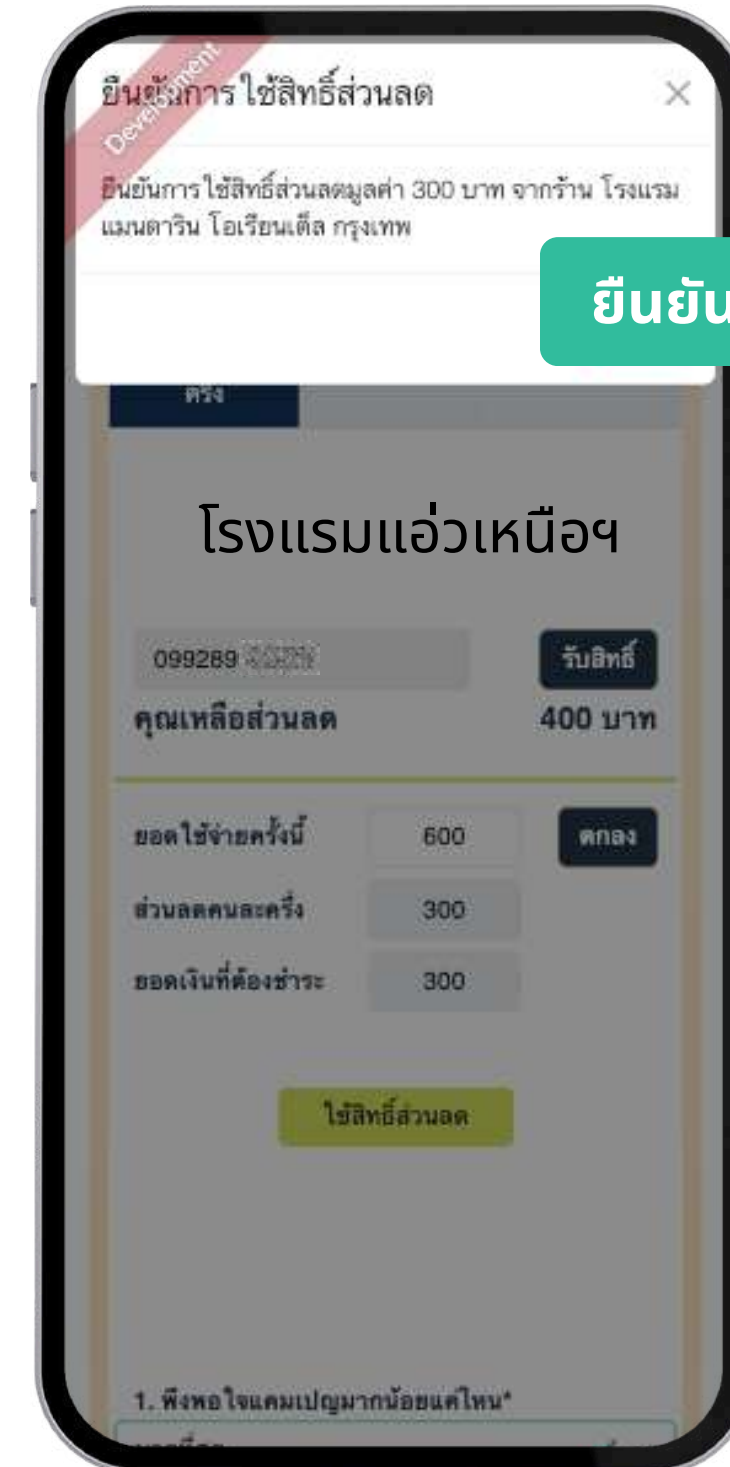 Development
ยืนยันการใช้สิทธิ์ส่วนลด
ยืนยันการใช้สิทธิ์ส่วนลดมูลค่า 300 บาท จากร้าน โรงแรม
แมนดาริน โอเรียนเต็ล กรุงเทพ
ยืนยัน
ครึ่ง
โรงแรมแอ่วเหนือฯ
099289
รับสิทธิ์
คุณเหลือส่วนลด 400 บาท
ยอดใช้จ่ายครั้งนี้ 600 ตกลง
ส่วนลดคนละครึ่ง 300
ยอดเงินที่ต้องชำระ 300
ใช้สิทธิ์ส่วนลด
1. พึงพอใจแคมเปญมากน้อยแค่ไหน*